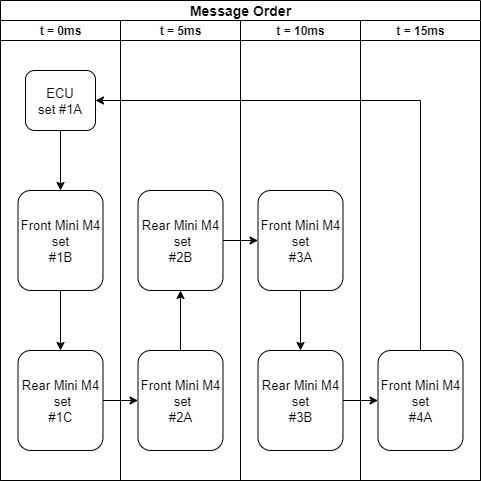 Message Order
t = 0ms
t = 5ms
t = 10ms
t = 15ms
ECU
set #1A
Front Mini M4
set
#1B
Rear Mini M4
set
#2B
Front Mini M4
set
#3A
Rear Mini M4
set
#1C
Front Mini M4
set
#2A
Rear Mini M4
set
#3B
Front Mini M4
set
#4A